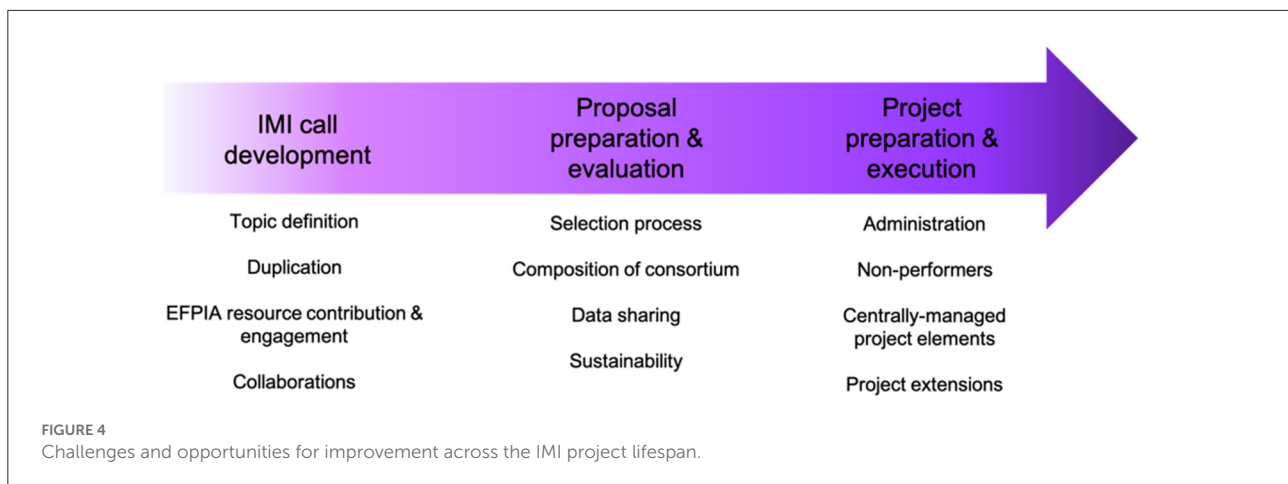 IMI call
development
Proposal
preparation &
evaluation
Project
preparation &
execution
Topic definition
Duplication
EFPIA resource contribution &
engagement
Collaborations
Selection process
Composition of consortium
Data sharing
Sustainability
Administration
Non-performers
Centrally-managed
project elements
Project extensions
FIGURE 4
Challenges and opportunities for improvement across the IMI project lifespan.